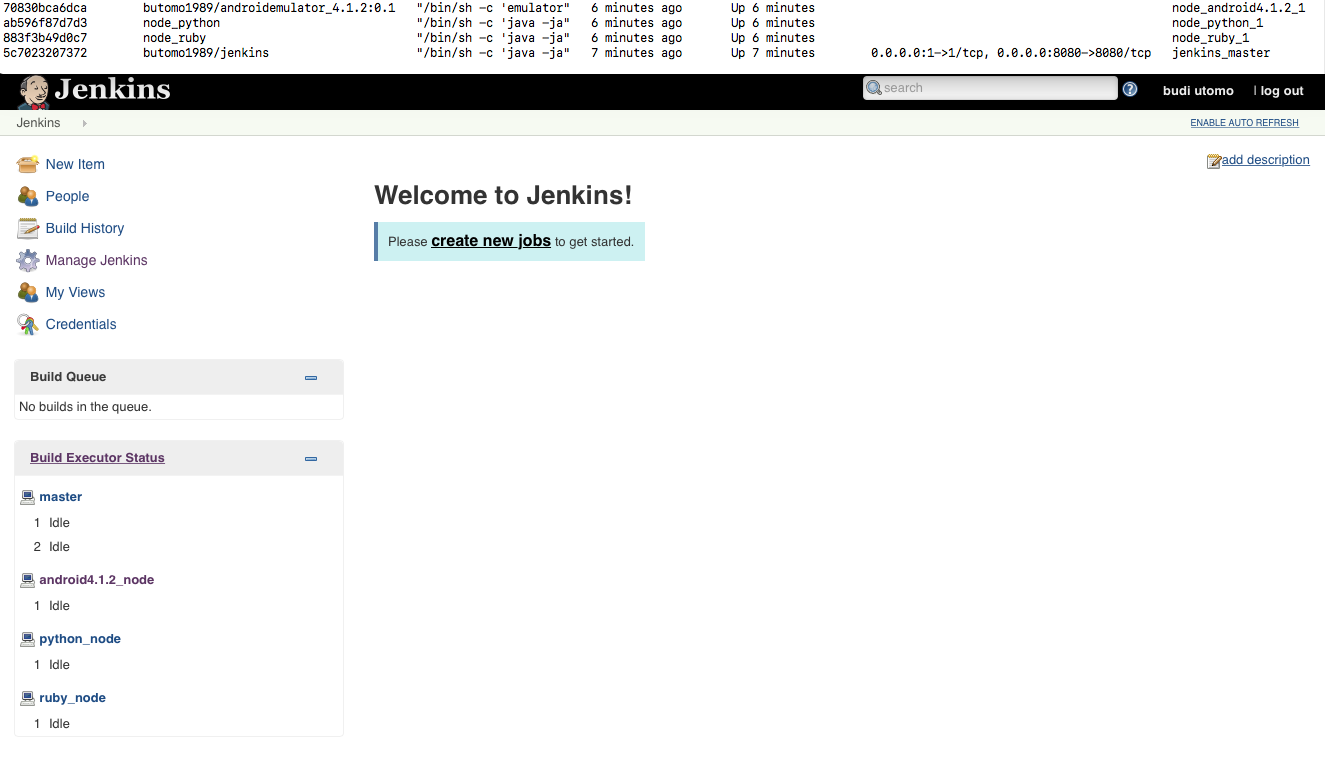 70830bca6dca butomo1989/androidemulator_4.1.2:0.1 "/bin/sh -c 'emulator" 6 minutes ago Up 6 minutes node_android4.1.2_1
ab596f87d7d3 node_python "/bin/sh -c 'java -ja" 6 minutes ago Up 6 minutes node_python_1
883f3b49d0c7 node_ruby "/bin/sh -c 'java -ja" 6 minutes ago Up 6 minutes node_ruby_1
5c7023207372 butomo1989/jenkins "/bin/sh -c 'java -ja" 7 minutes ago Up 7 minutes 0.0.0.0:1->1/tcp, 0.0.0.0:8080->8080/tcp jenkins_master
Jenkins search ? budi utomo | log out
Jenkins ENABLE AUTO REFRESH
add description
New Item
People
Build History
Manage Jenkins
My Views
Credentials
Welcome to Jenkins!
Please create new jobs to get started.
Build Queue
No builds in the queue.
Build Executor Status
master
1 Idle
2 Idle
android4.1.2_node
1 Idle
python_node
1 Idle
ruby_node
1 Idle